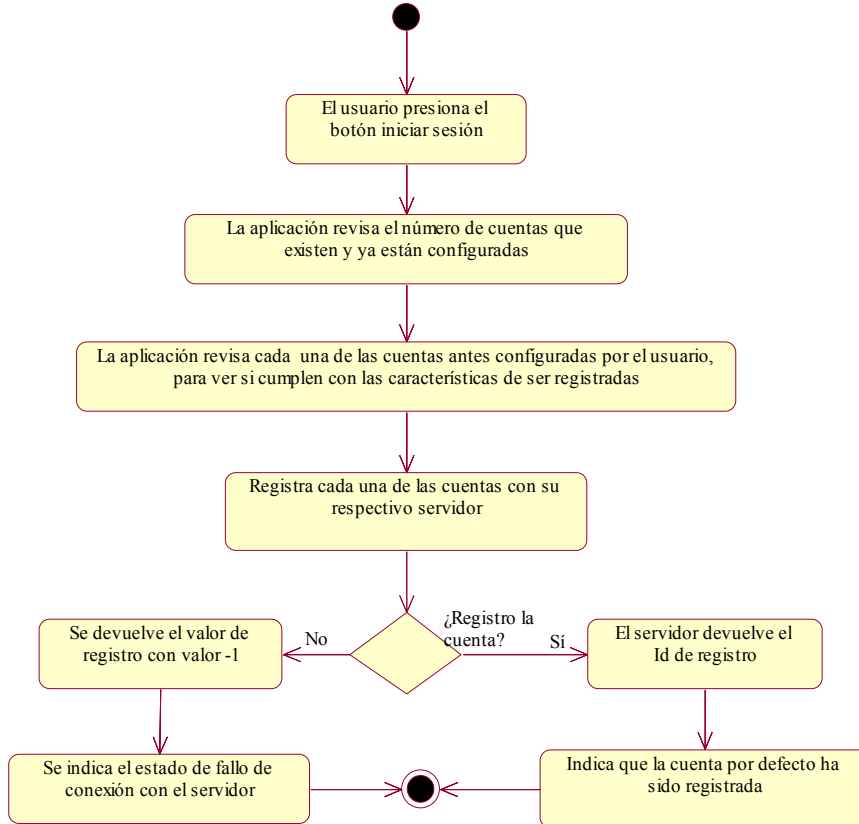 El usuario presiona el
botón iniciar sesión
La aplicación revisa el número de cuentas que
existen y ya están configuradas
La aplicación revisa cada una de las cuentas antes configuradas por el usuario,
para ver si cumplen con las características de ser registradas
Registra cada una de las cuentas con su
respectivo servidor
¿Registro la
cuenta?
No
Sí
Se devuelve el valor de
registro con valor -1
El servidor devuelve el
Id de registro
Se indica el estado de fallo de
conexión con el servidor
Indica que la cuenta por defecto ha
sido registrada